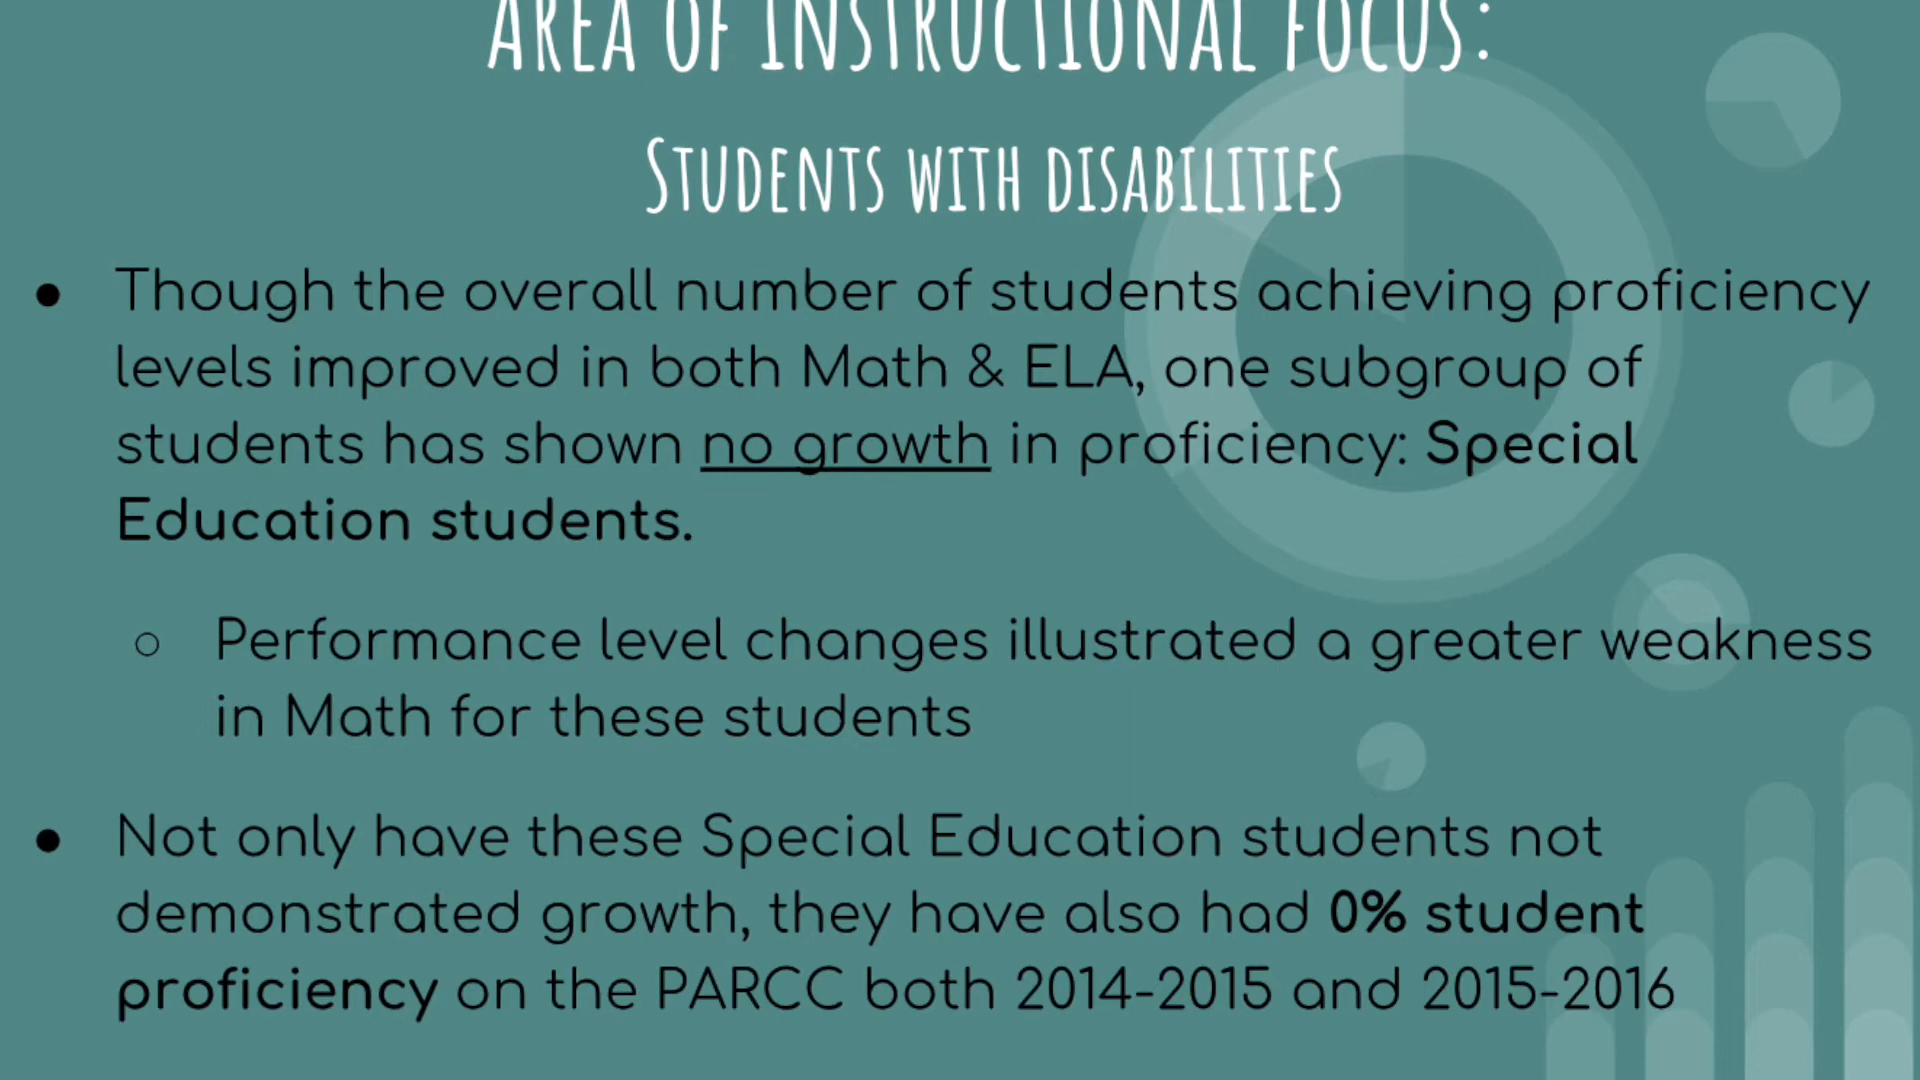 AREA OF INSTRUCTIONAL FOCUS:
STUDENTS WITH DISABILITIES
● Though the overall number of students achieving proficiency
levels improved in both Math & ELA, one subgroup of
students has shown no growth in proficiency: Special
Education students.
○ Performance level changes illustrated a greater weakness
in Math for these students
● Not only have these Special Education students not
demonstrated growth, they have also had 0% student
proficiency on the PARCC both 2014-2015 and 2015-2016